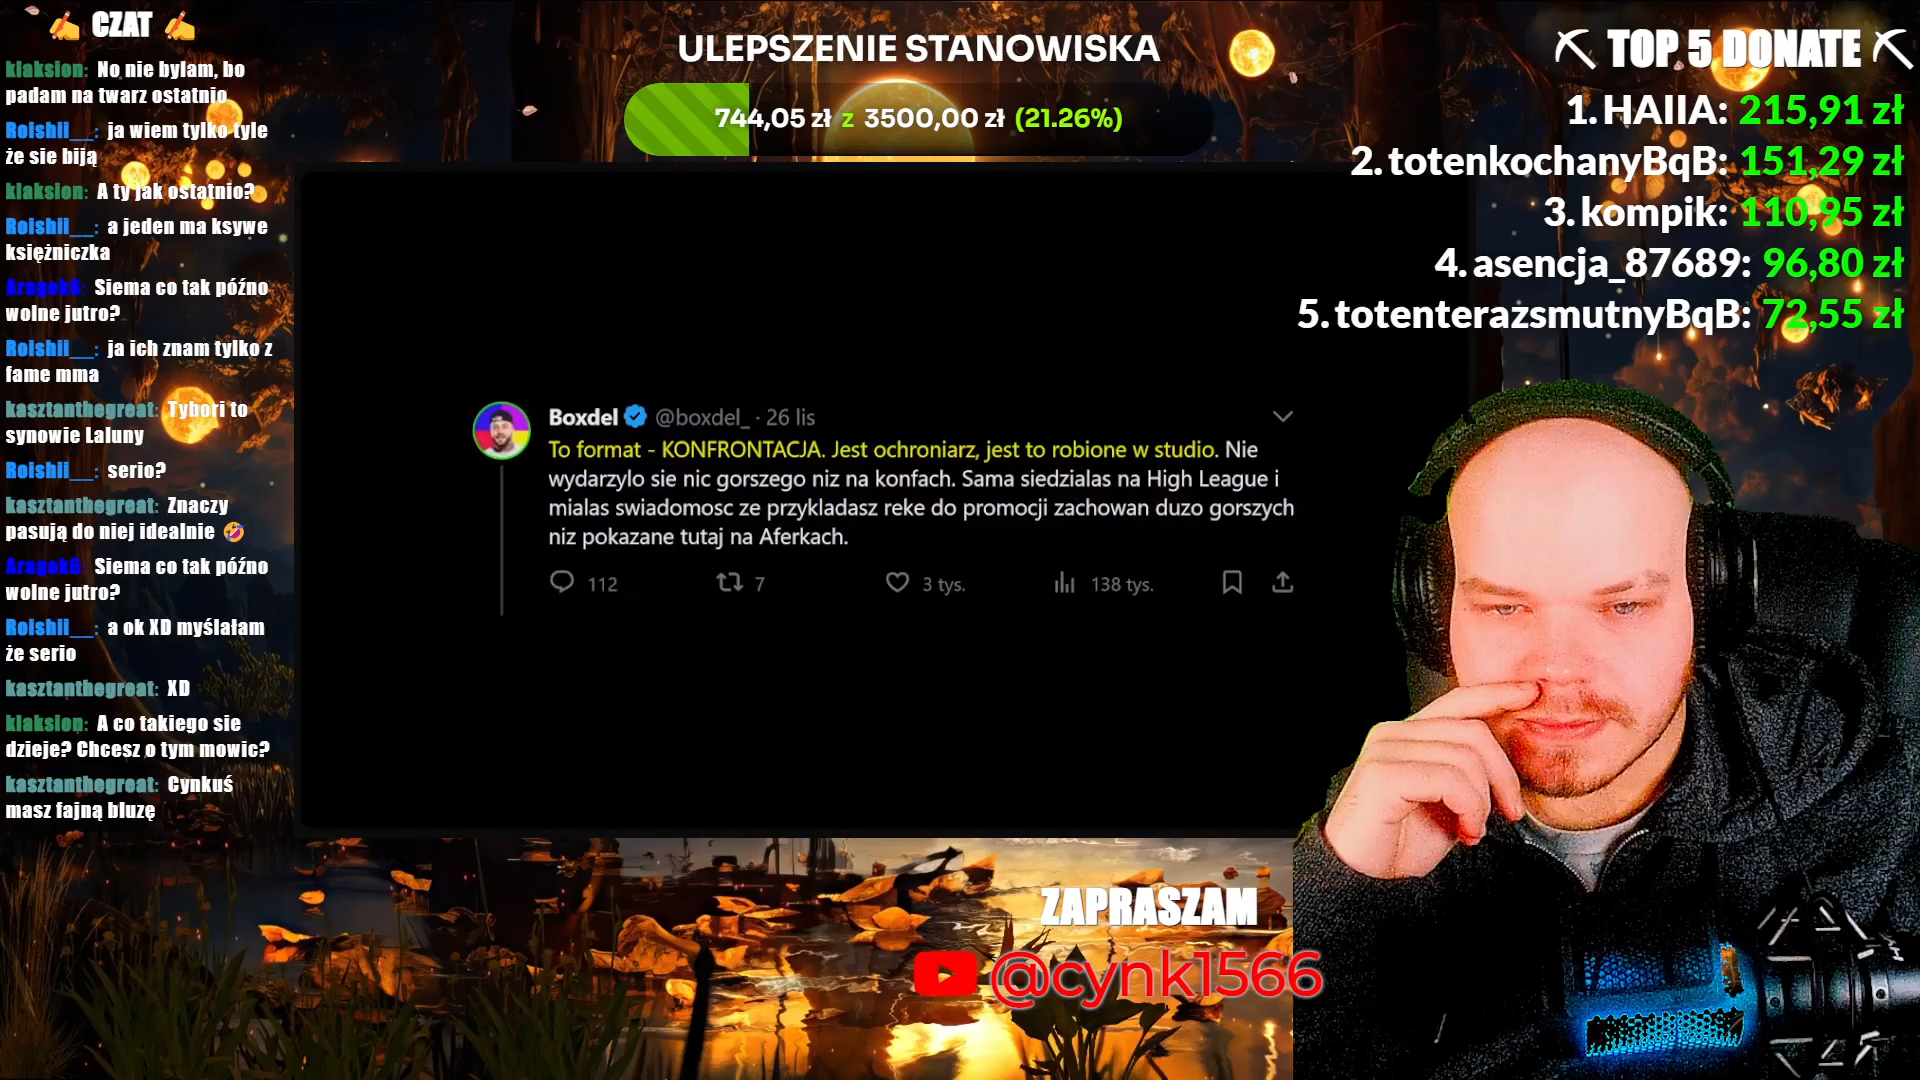 CZAT
klaksion: No nie bylam, bo
padam na twarz ostatnio
Roishii__: ja wiem tylko tyle
że sie biją
klaksion: A ty jak ostatnio?
Roishii__: a jeden ma ksywe
księżniczka
Aragok6: Siema co tak późno
wolne jutro?
Roishii__: ja ich znam tylko z
fame mma
kasztanthegreat: Tybori to
synowie Laluny
Roishii__: serio?
kasztanthegreat: Znaczy
pasują do niej idealnie 🤣
Aragok6: Siema co tak późno
wolne jutro?
Roishii__: a ok XD myślałam
że serio
kasztanthegreat: XD
klaksion: A co takiego sie
dzieje? Chcesz o tym mowic?
kasztanthegreat: Cynkuś
masz fajną bluzę
ULEPSZENIE STANOWISKA
744,05 zł z 3500,00 zł (21.26%)
TOP 5 DONATE
1. HAIIA: 215,91 zł
2. totenkochanyBqB: 151,29 zł
3. kompik: 110,95 zł
4. asencja_87689: 96,80 zł
5. totenterazsmutnyBqB: 72,55 zł
Boxdel @boxdel_ · 26 lis
To format - KONFRONTACJA. Jest ochroniarz, jest to robione w studio. Nie
wydarzylo sie nic gorszego niz na konfach. Sama siedzialas na High League i
mialas swiadomosc ze przykladasz reke do promocji zachowan duzo gorszych
niz pokazane tutaj na Aferkach.
112 7 3 tys. 138 tys.
ZAPRASZAM
@cynk1566